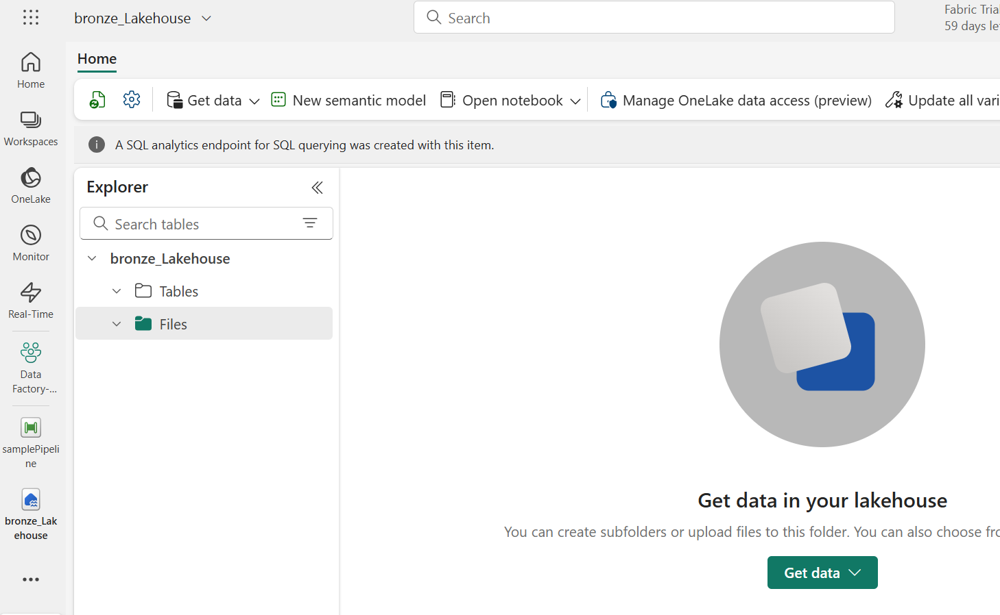 bronze_Lakehouse
Search
Fabric Trial
59 days le
Home
Home
Get data
New semantic model
Open notebook
Manage OneLake data access (preview)
Update all vari
Workspaces
A SQL analytics endpoint for SQL querying was created with this item.
OneLake
Explorer
Search tables
Monitor
bronze_Lakehouse
Tables
Real-Time
Files
Data
Factory-...
samplePipeli
ne
bronze_Lak
ehouse
Get data in your lakehouse
You can create subfolders or upload files to this folder. You can also choose fro
Get data